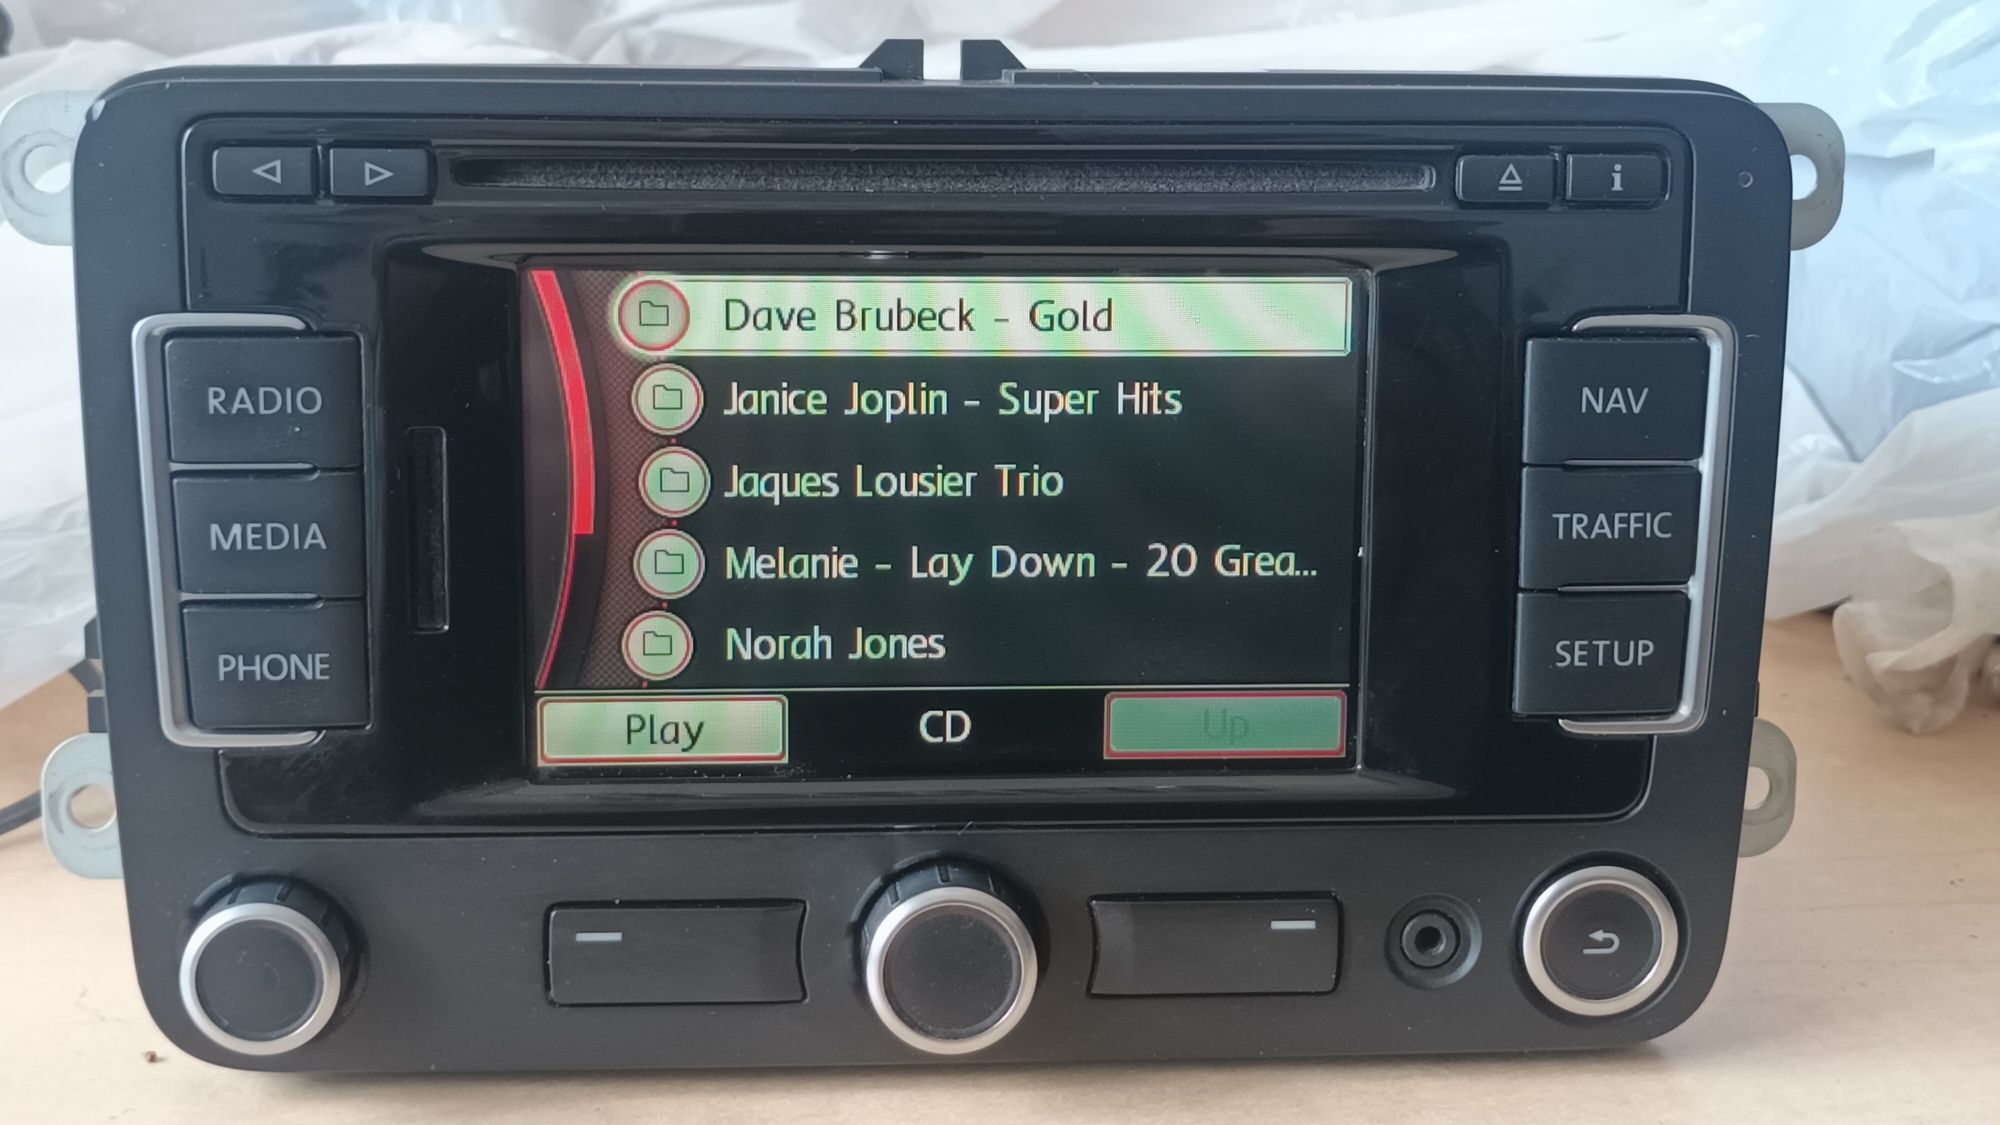 i
RADIO
MEDIA
PHONE
Dave Brubeck - Gold
Janice Joplin - Super Hits
Jaques Lousier Trio
Melanie - Lay Down - 20 Grea...
Norah Jones
Play
CD
Up
NAV
TRAFFIC
SETUP